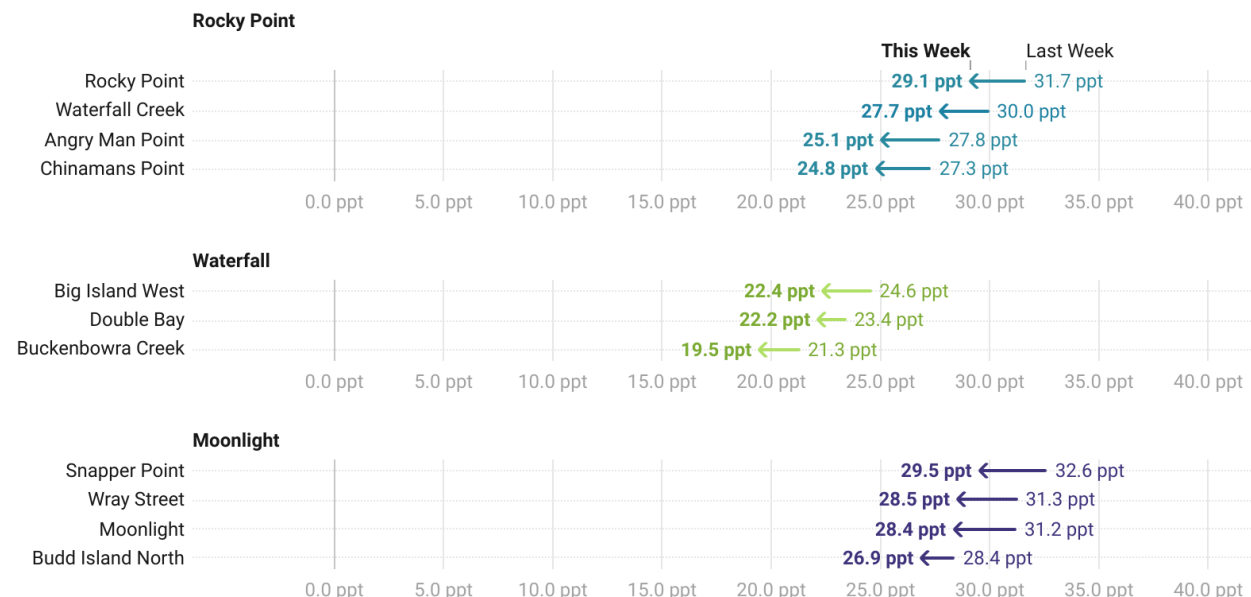 Rocky Point
This Week Last Week
Rocky Point 29.1 ppt 31.7 ppt
Waterfall Creek 27.7 ppt 30.0 ppt
Angry Man Point 25.1 ppt 27.8 ppt
Chinamans Point 24.8 ppt 27.3 ppt
0.0 ppt 5.0 ppt 10.0 ppt 15.0 ppt 20.0 ppt 25.0 ppt 30.0 ppt 35.0 ppt 40.0 ppt
Waterfall
Big Island West 22.4 ppt 24.6 ppt
Double Bay 22.2 ppt 23.4 ppt
Buckenbowra Creek 19.5 ppt 21.3 ppt
0.0 ppt 5.0 ppt 10.0 ppt 15.0 ppt 20.0 ppt 25.0 ppt 30.0 ppt 35.0 ppt 40.0 ppt
Moonlight
Snapper Point 29.5 ppt 32.6 ppt
Wray Street 28.5 ppt 31.3 ppt
Moonlight 28.4 ppt 31.2 ppt
Budd Island North 26.9 ppt 28.4 ppt
0.0 ppt 5.0 ppt 10.0 ppt 15.0 ppt 20.0 ppt 25.0 ppt 30.0 ppt 35.0 ppt 40.0 ppt